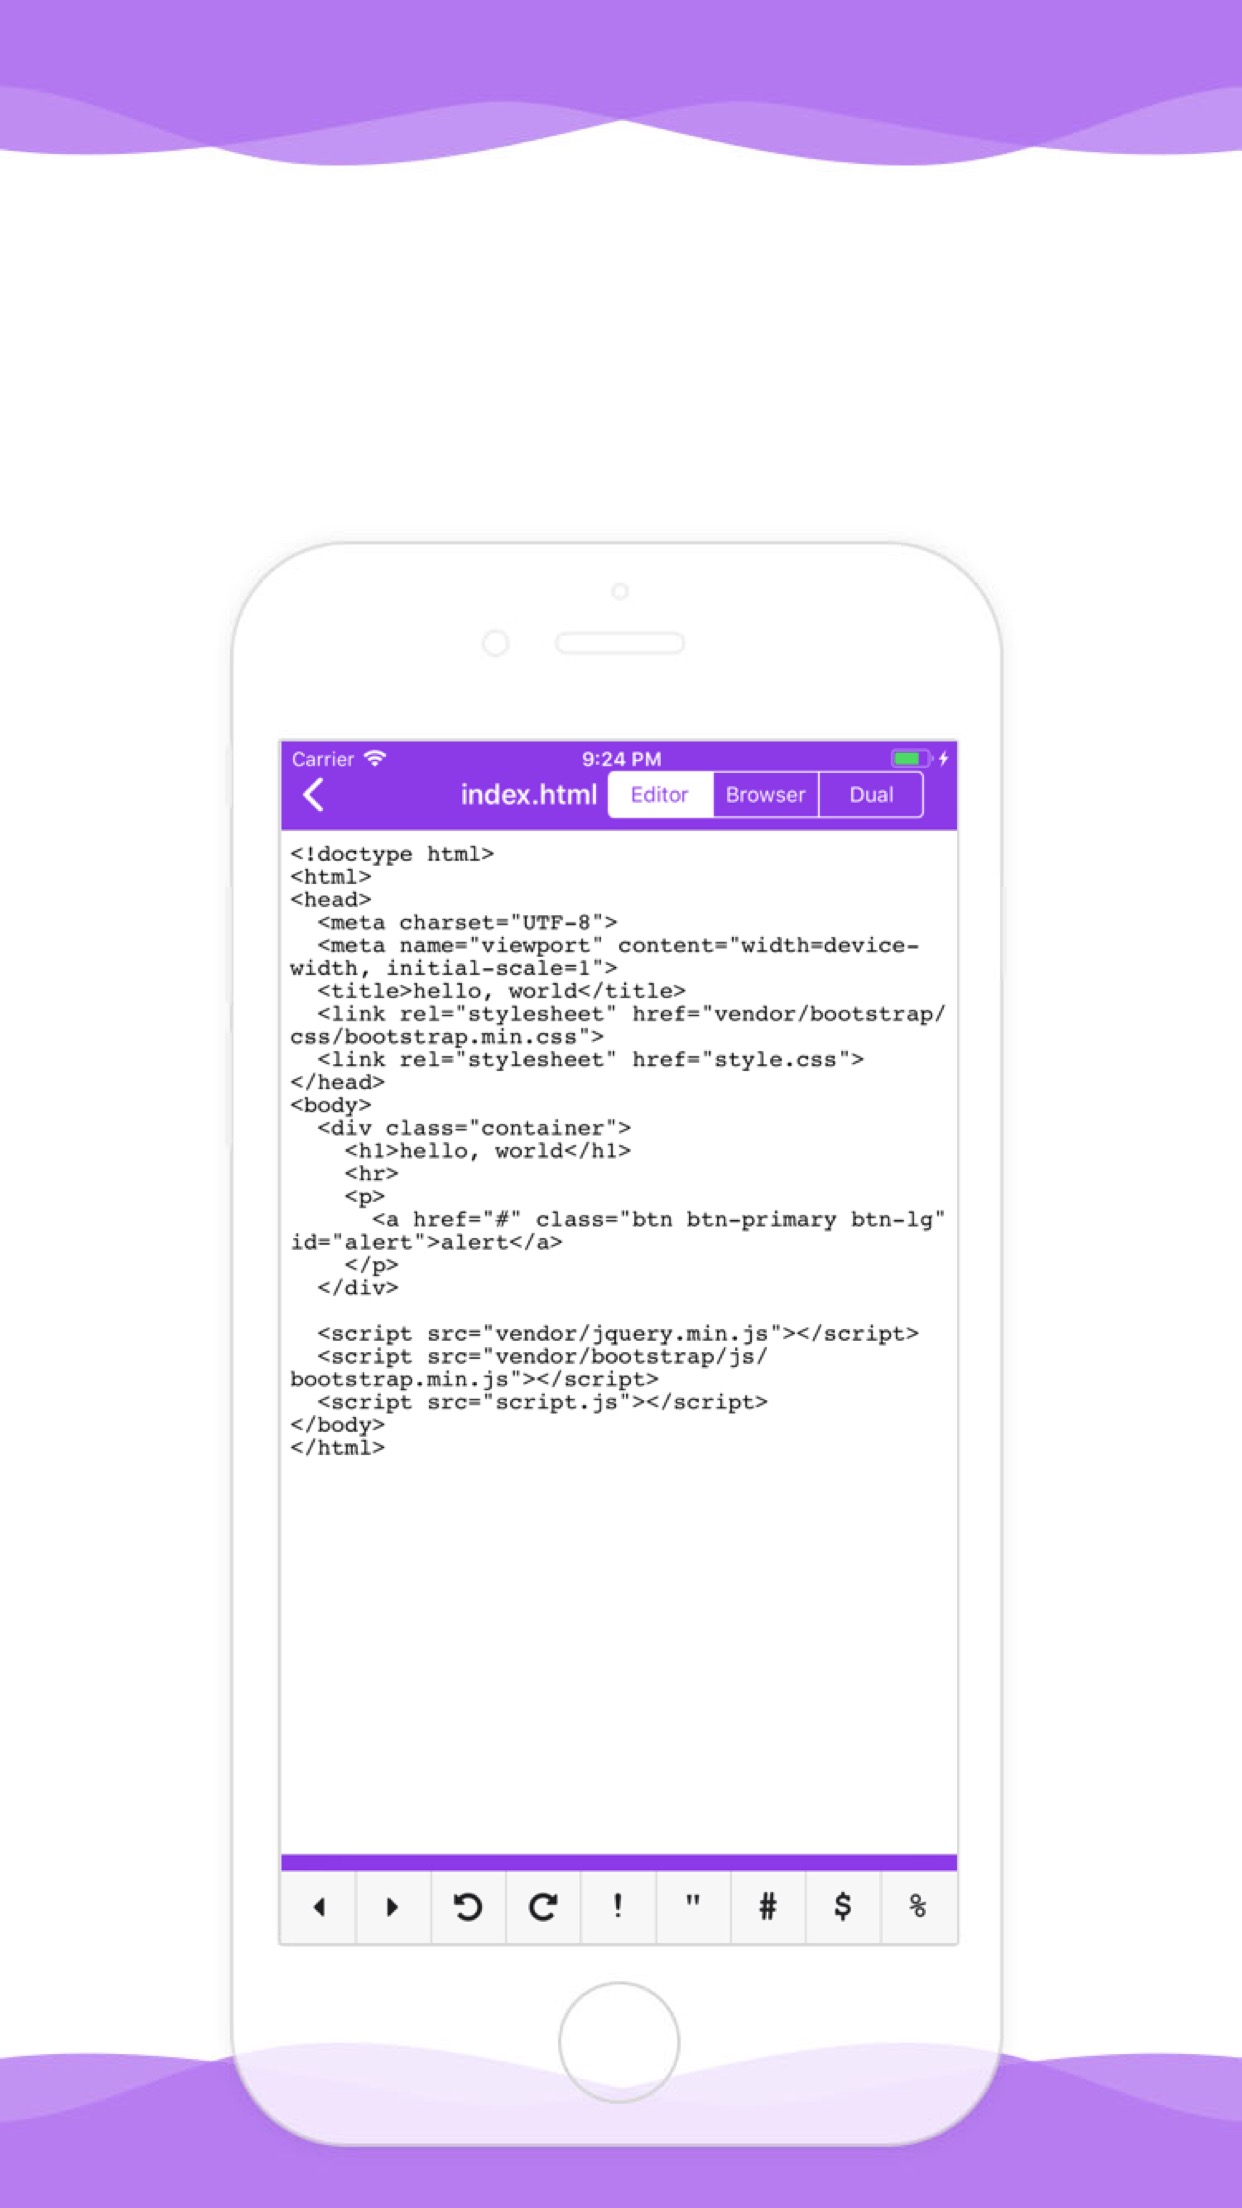 Carrier 9:24 PM
index.html Editor Browser Dual
<!doctype html>
<html>
<head>
  <meta charset="UTF-8">
  <meta name="viewport" content="width=device-
width, initial-scale=1">
  <title>hello, world</title>
  <link rel="stylesheet" href="vendor/bootstrap/
css/bootstrap.min.css">
  <link rel="stylesheet" href="style.css">
</head>
<body>
  <div class="container">
    <h1>hello, world</h1>
    <hr>
    <p>
      <a href="#" class="btn btn-primary btn-lg"
id="alert">alert</a>
    </p>
  </div>

  <script src="vendor/jquery.min.js"></script>
  <script src="vendor/bootstrap/js/
bootstrap.min.js"></script>
  <script src="script.js"></script>
</body>
</html>
! " # $ %